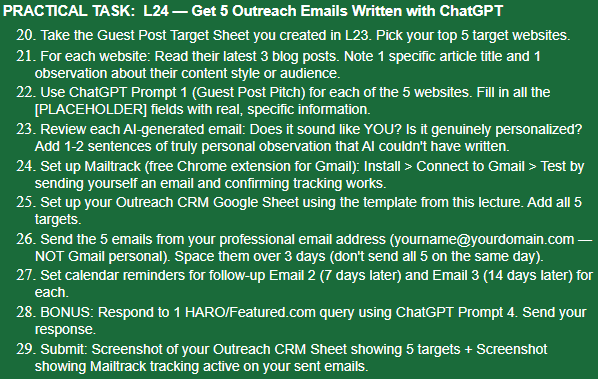 PRACTICAL TASK:  L24 — Get 5 Outreach Emails Written with ChatGPT
20. Take the Guest Post Target Sheet you created in L23. Pick your top 5 target websites.
21. For each website: Read their latest 3 blog posts. Note 1 specific article title and 1
observation about their content style or audience.
22. Use ChatGPT Prompt 1 (Guest Post Pitch) for each of the 5 websites. Fill in all the
[PLACEHOLDER] fields with real, specific information.
23. Review each AI-generated email: Does it sound like YOU? Is it genuinely personalized?
Add 1-2 sentences of truly personal observation that AI couldn't have written.
24. Set up Mailtrack (free Chrome extension for Gmail): Install > Connect to Gmail > Test by
sending yourself an email and confirming tracking works.
25. Set up your Outreach CRM Google Sheet using the template from this lecture. Add all 5
targets.
26. Send the 5 emails from your professional email address (yourname@yourdomain.com —
NOT Gmail personal). Space them over 3 days (don't send all 5 on the same day).
27. Set calendar reminders for follow-up Email 2 (7 days later) and Email 3 (14 days later) for
each.
28. BONUS: Respond to 1 HARO/Featured.com query using ChatGPT Prompt 4. Send your
response.
29. Submit: Screenshot of your Outreach CRM Sheet showing 5 targets + Screenshot
showing Mailtrack tracking active on your sent emails.